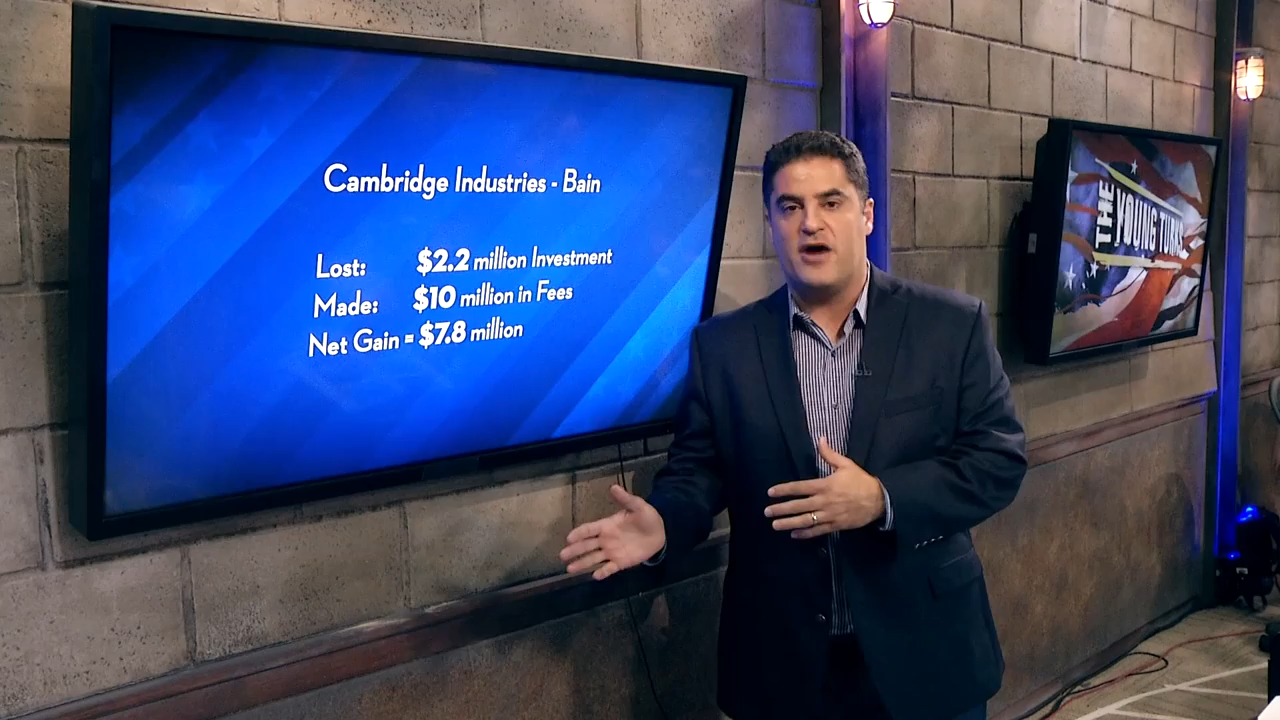 Cambridge Industries - Bain
Lost: $2.2 million Investment
Made: $10 million in Fees
Net Gain = $7.8 million
THE
YOUNG TURKS